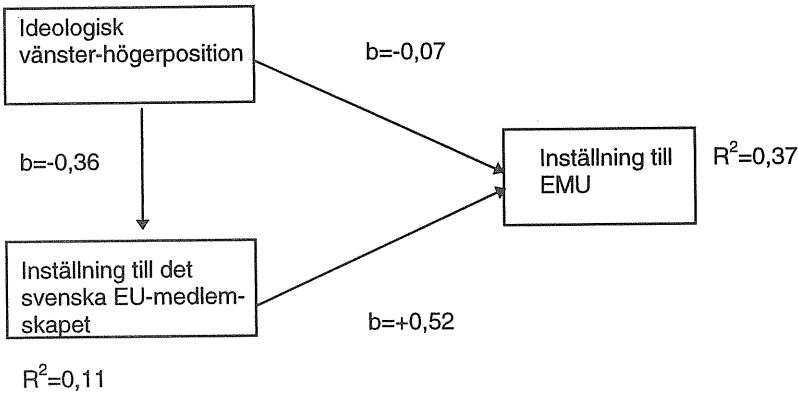 Ideologisk
vänster-högerposition
b=-0,07
b=-0,36
Inställning till
EMU
R²=0,37
Inställning till det
svenska EU-medlem-
skapet
b=+0,52
R²=0,11